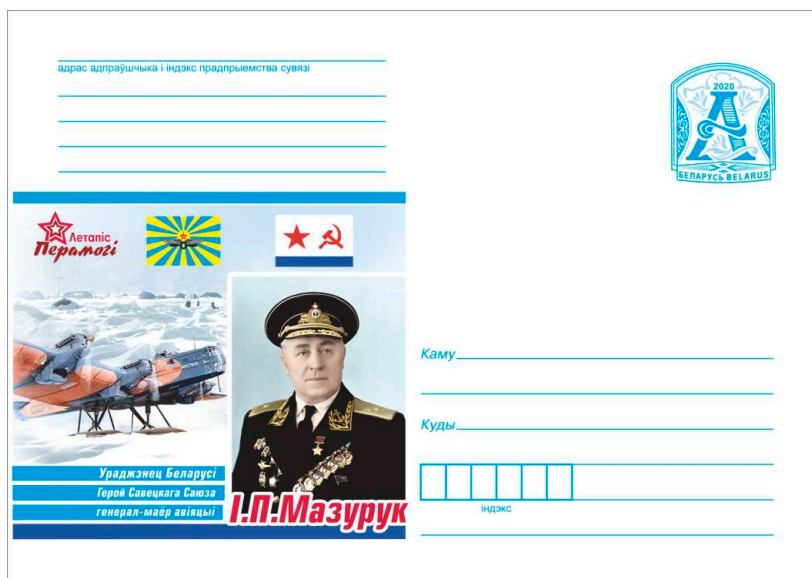 адрас адпраўшчыка і індэкс прадпрыемства сувязі
2020
А
БЕЛАРУСЬ BELARUS
Летапіс
Перамогі
Ураджэнец Беларусі
Герой Савецкага Саюза
генерал-маёр авіяцыі
І.П.Мазурук
Каму
Куды
індэкс